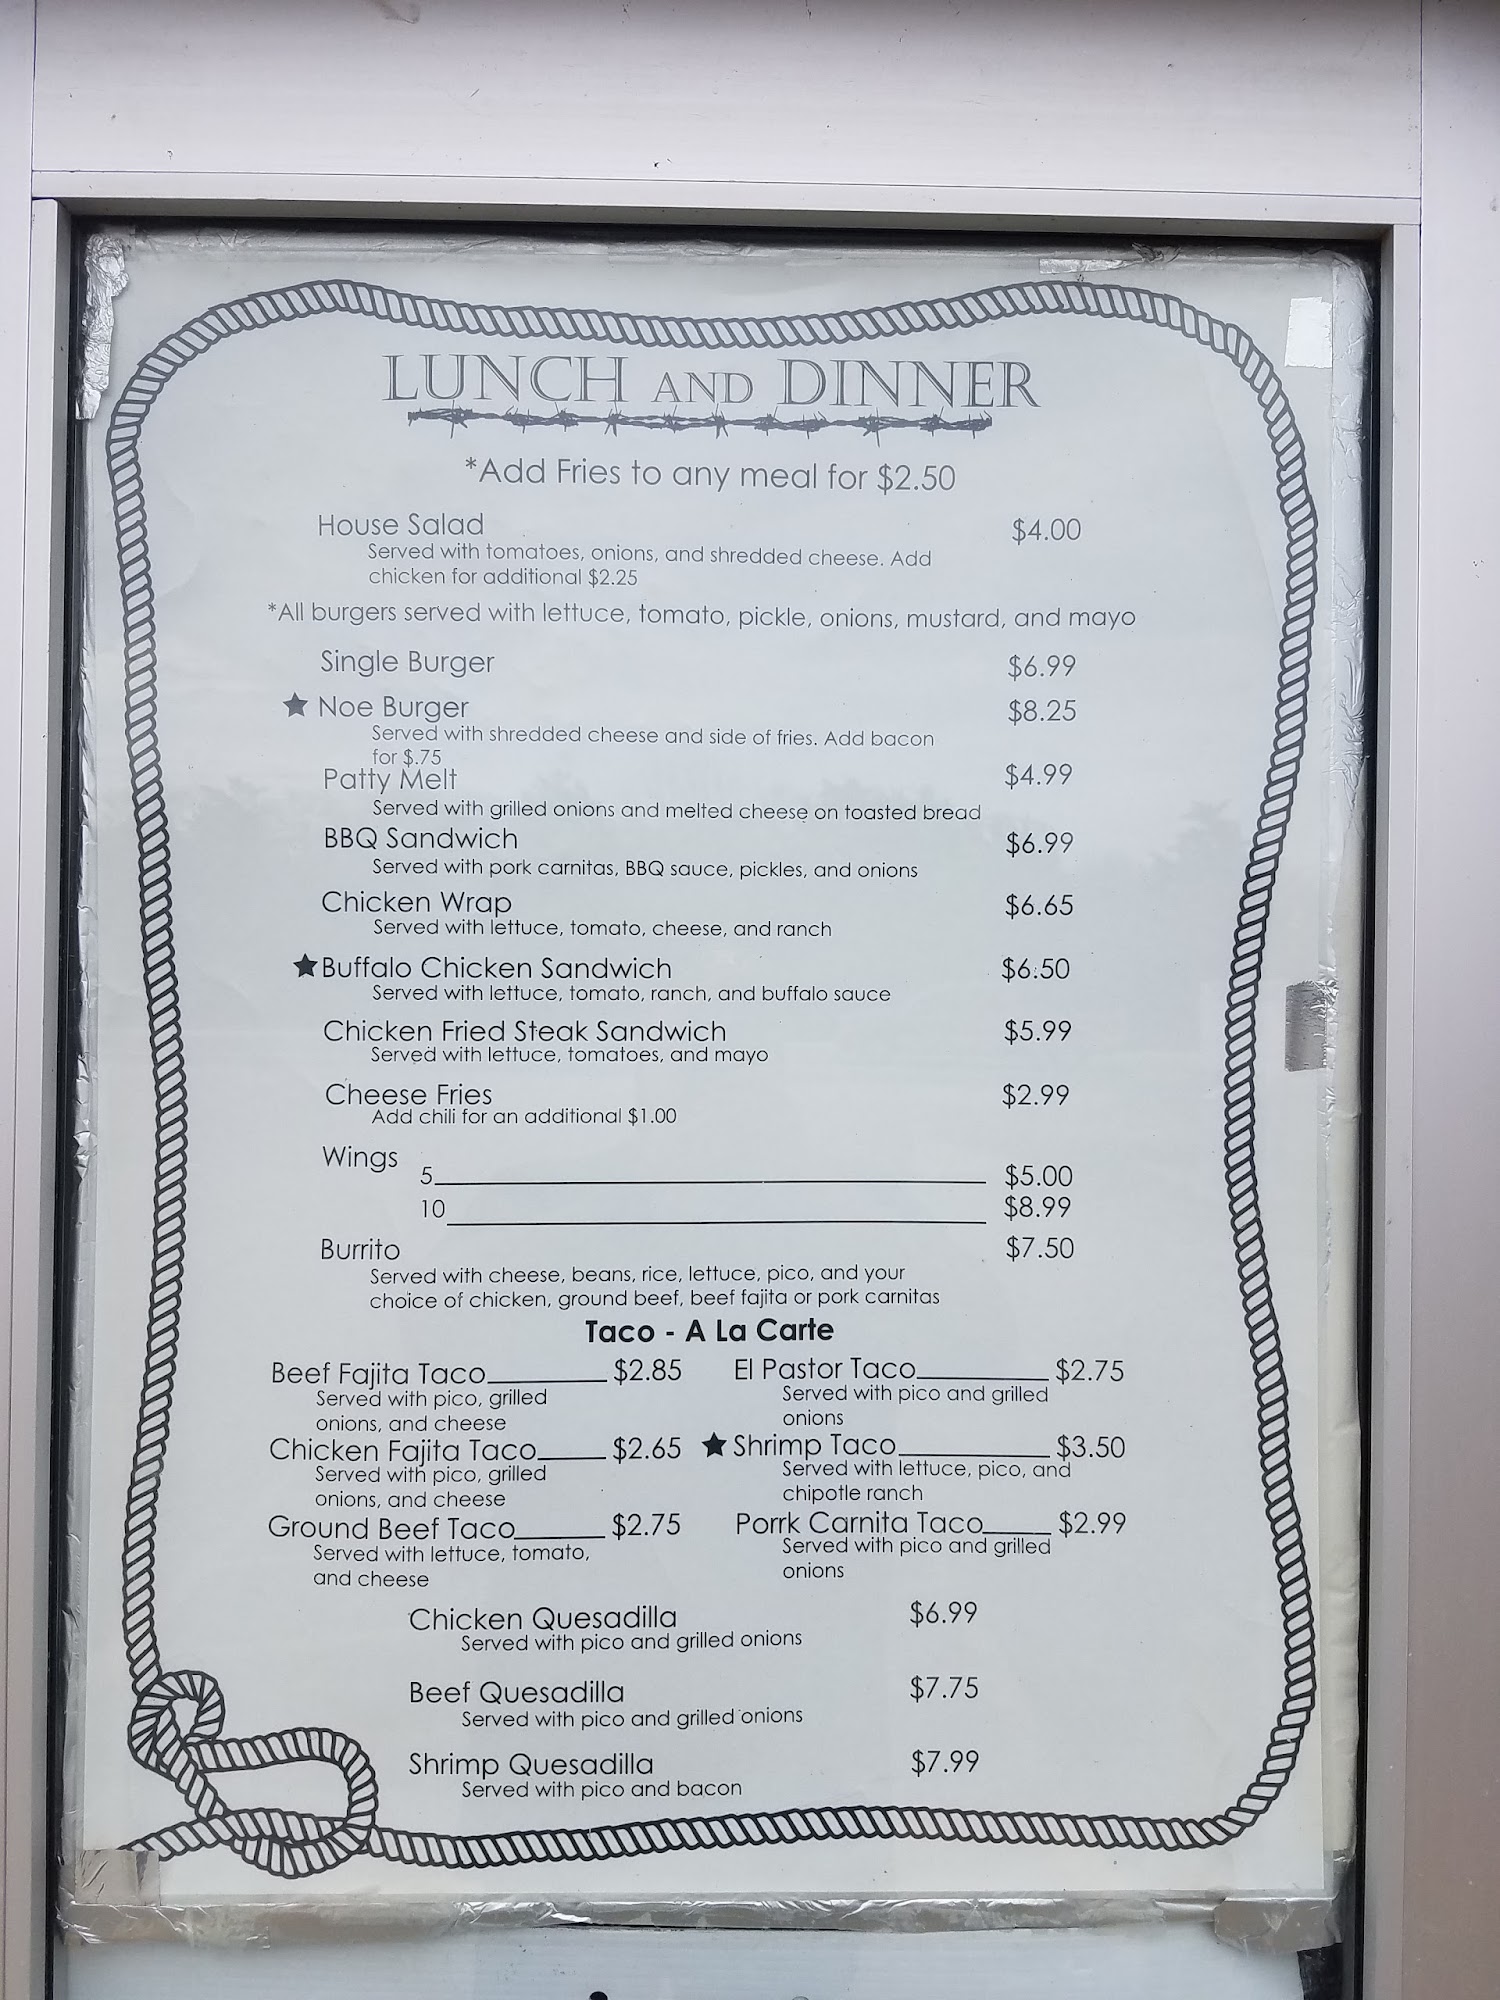 LUNCH AND DINNER
*Add Fries to any meal for $2.50
House Salad $4.00
Served with tomatoes, onions, and shredded cheese. Add
chicken for additional $2.25
*All burgers served with lettuce, tomato, pickle, onions, mustard, and mayo
Single Burger $6.99
★ Noe Burger $8.25
Served with shredded cheese and side of fries. Add bacon
for $.75
Patty Melt $4.99
Served with grilled onions and melted cheese on toasted bread
BBQ Sandwich $6.99
Served with pork carnitas, BBQ sauce, pickles, and onions
Chicken Wrap $6.65
Served with lettuce, tomato, cheese, and ranch
★ Buffalo Chicken Sandwich $6.50
Served with lettuce, tomato, ranch, and buffalo sauce
Chicken Fried Steak Sandwich $5.99
Served with lettuce, tomatoes, and mayo
Cheese Fries $2.99
Add chili for an additional $1.00
Wings
5 $5.00
10 $8.99
Burrito $7.50
Served with cheese, beans, rice, lettuce, pico, and your
choice of chicken, ground beef, beef fajita or pork carnitas
Taco - A La Carte
Beef Fajita Taco $2.85
Served with pico, grilled
onions, and cheese
Chicken Fajita Taco $2.65
Served with pico, grilled
onions, and cheese
Ground Beef Taco $2.75
Served with lettuce, tomato,
and cheese
El Pastor Taco $2.75
Served with pico and grilled
onions
★ Shrimp Taco $3.50
Served with lettuce, pico, and
chipotle ranch
Porrk Carnita Taco $2.99
Served with pico and grilled
onions
Chicken Quesadilla $6.99
Served with pico and grilled onions
Beef Quesadilla $7.75
Served with pico and grilled onions
Shrimp Quesadilla $7.99
Served with pico and bacon